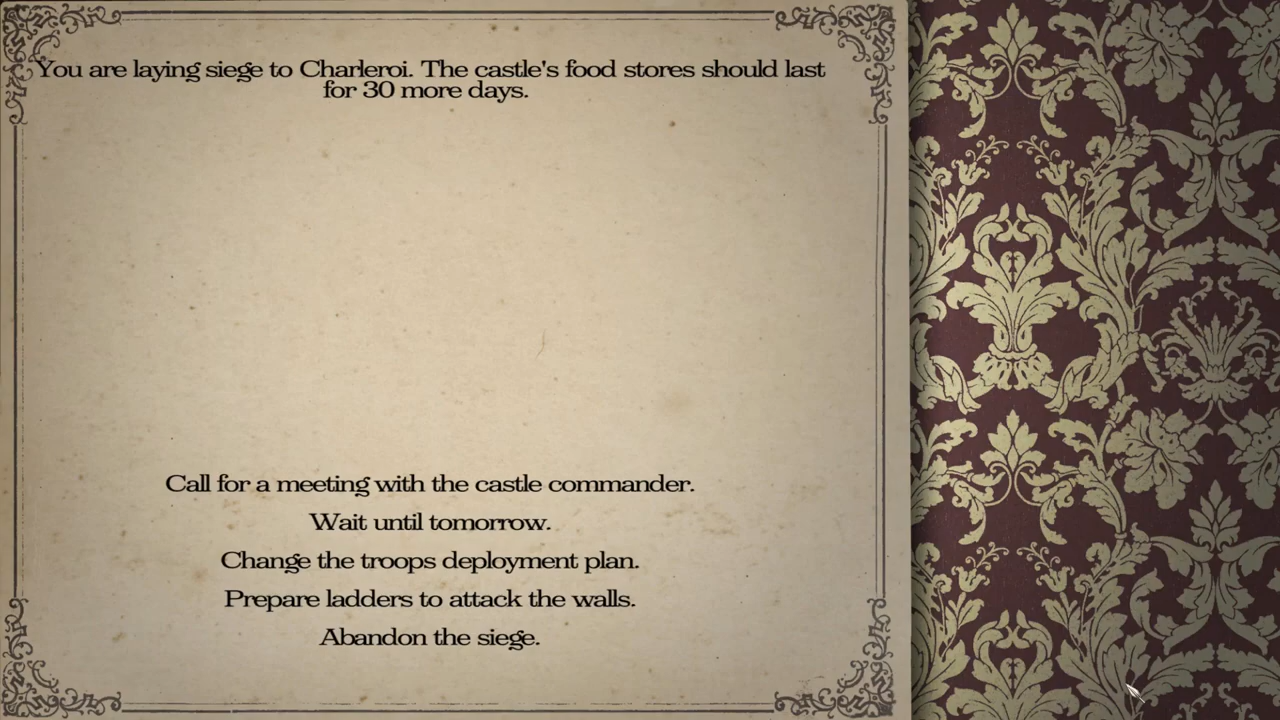 You are laying siege to Charleroi. The castle's food stores should last
for 30 more days.
Call for a meeting with the castle commander.
Wait until tomorrow.
Change the troops deployment plan.
Prepare ladders to attack the walls.
Abandon the siege.